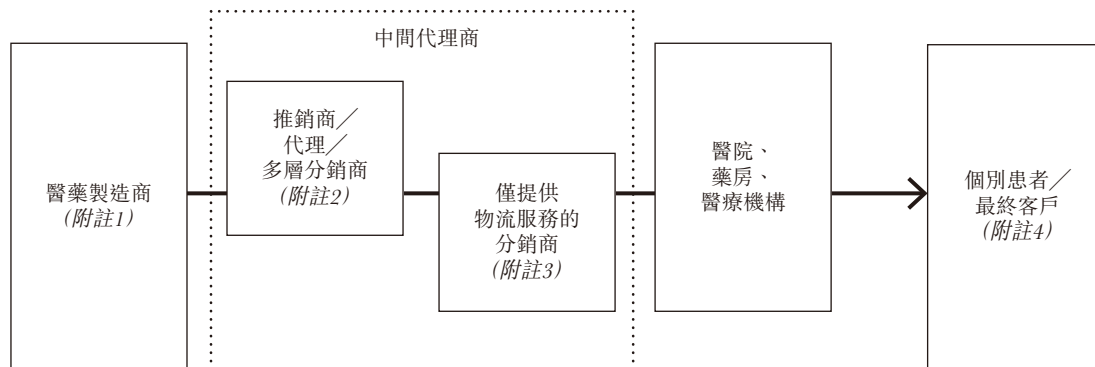 中間代理商
醫藥製造商
(附註1)
推銷商／
代理／
多層分銷商
(附註2)
僅提供
物流服務的
分銷商
(附註3)
醫院、
藥房、
醫療機構
個別患者／
最終客戶
(附註4)